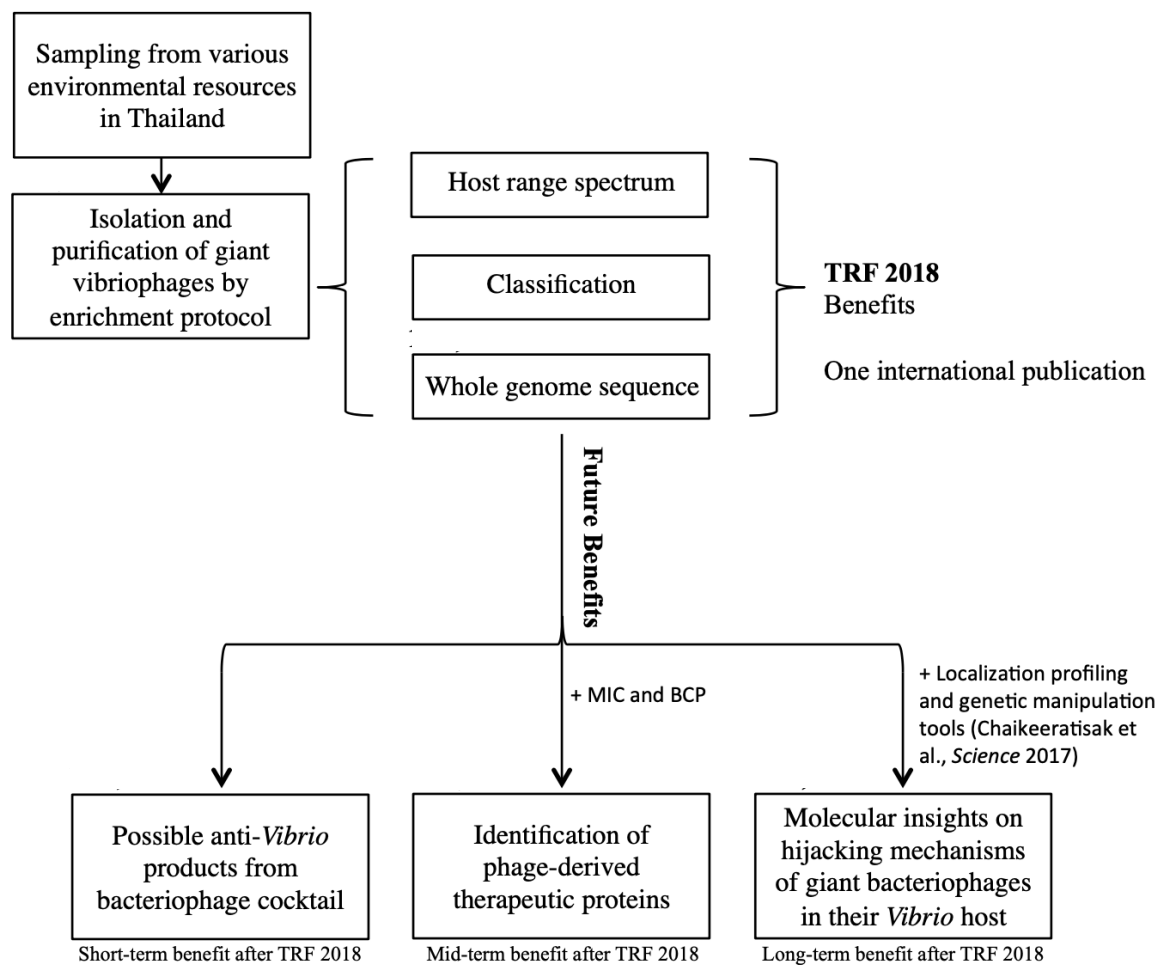 Sampling from various
environmental resources
in Thailand
Isolation and
purification of giant
vibriophages by
enrichment protocol
Host range spectrum
Classification
Whole genome sequence
TRF 2018
Benefits
One international publication
Future Benefits
+ MIC and BCP
+ Localization profiling
and genetic manipulation
tools (Chaikeeratisak et
al., Science 2017)
Possible anti-Vibrio
products from
bacteriophage cocktail
Short-term benefit after TRF 2018
Identification of
phage-derived
therapeutic proteins
Mid-term benefit after TRF 2018
Molecular insights on
hijacking mechanisms
of giant bacteriophages
in their Vibrio host
Long-term benefit after TRF 2018